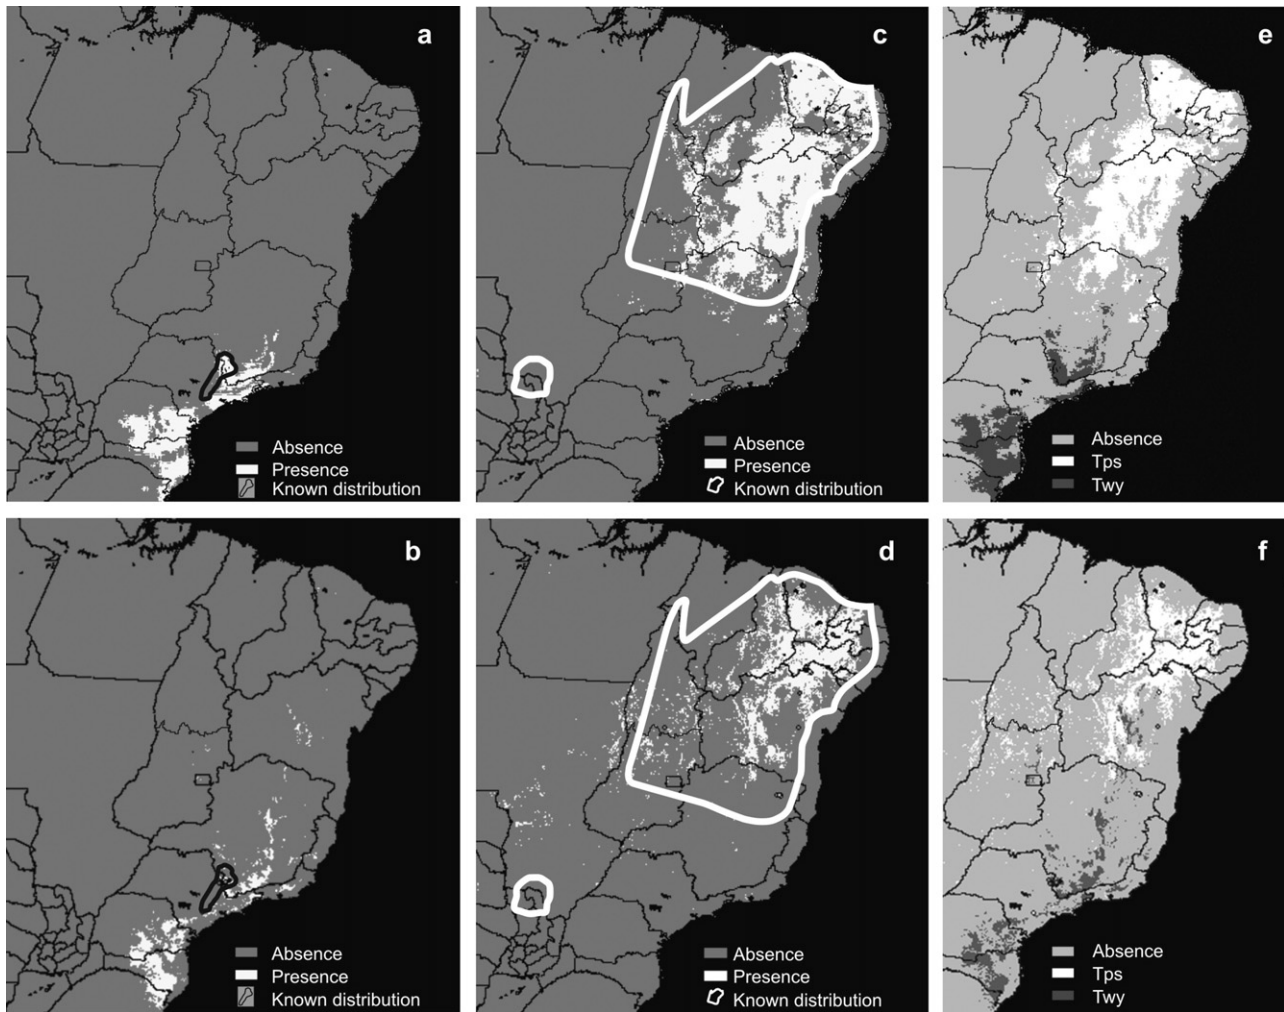 a
Absence
Presence
Known distribution
c
Absence
Presence
Known distribution
e
Absence
Tps
Twy
b
Absence
Presence
Known distribution
d
Absence
Presence
Known distribution
f
Absence
Tps
Twy